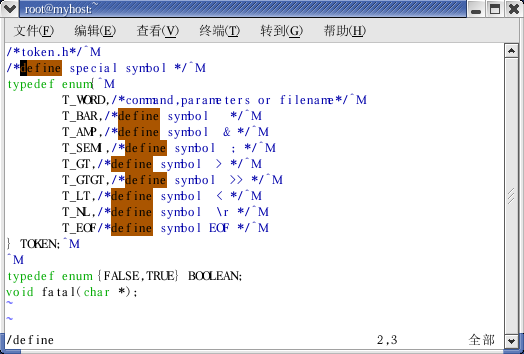 root@myhost:~
文件(F) 编辑(E) 查看(V) 终端(T) 转到(G) 帮助(H)
/*token.h*/^M
/*define special symbol */^M
typedef enum{^M
T_WORD,/*command,parameters or filename*/^M
T_BAR,/*define symbol   */^M
T_AMP,/*define symbol  & */^M
T_SEMI,/*define symbol  ; */^M
T_GT,/*define symbol  > */^M
T_GTGT,/*define symbol  >> */^M
T_LT,/*define symbol  < */^M
T_NL,/*define symbol  \r */^M
T_EOF/*define symbol EOF */^M
} TOKEN;^M
^M
typedef enum {FALSE,TRUE} BOOLEAN;
void fatal(char *);
~
~
/define 2,3 全部